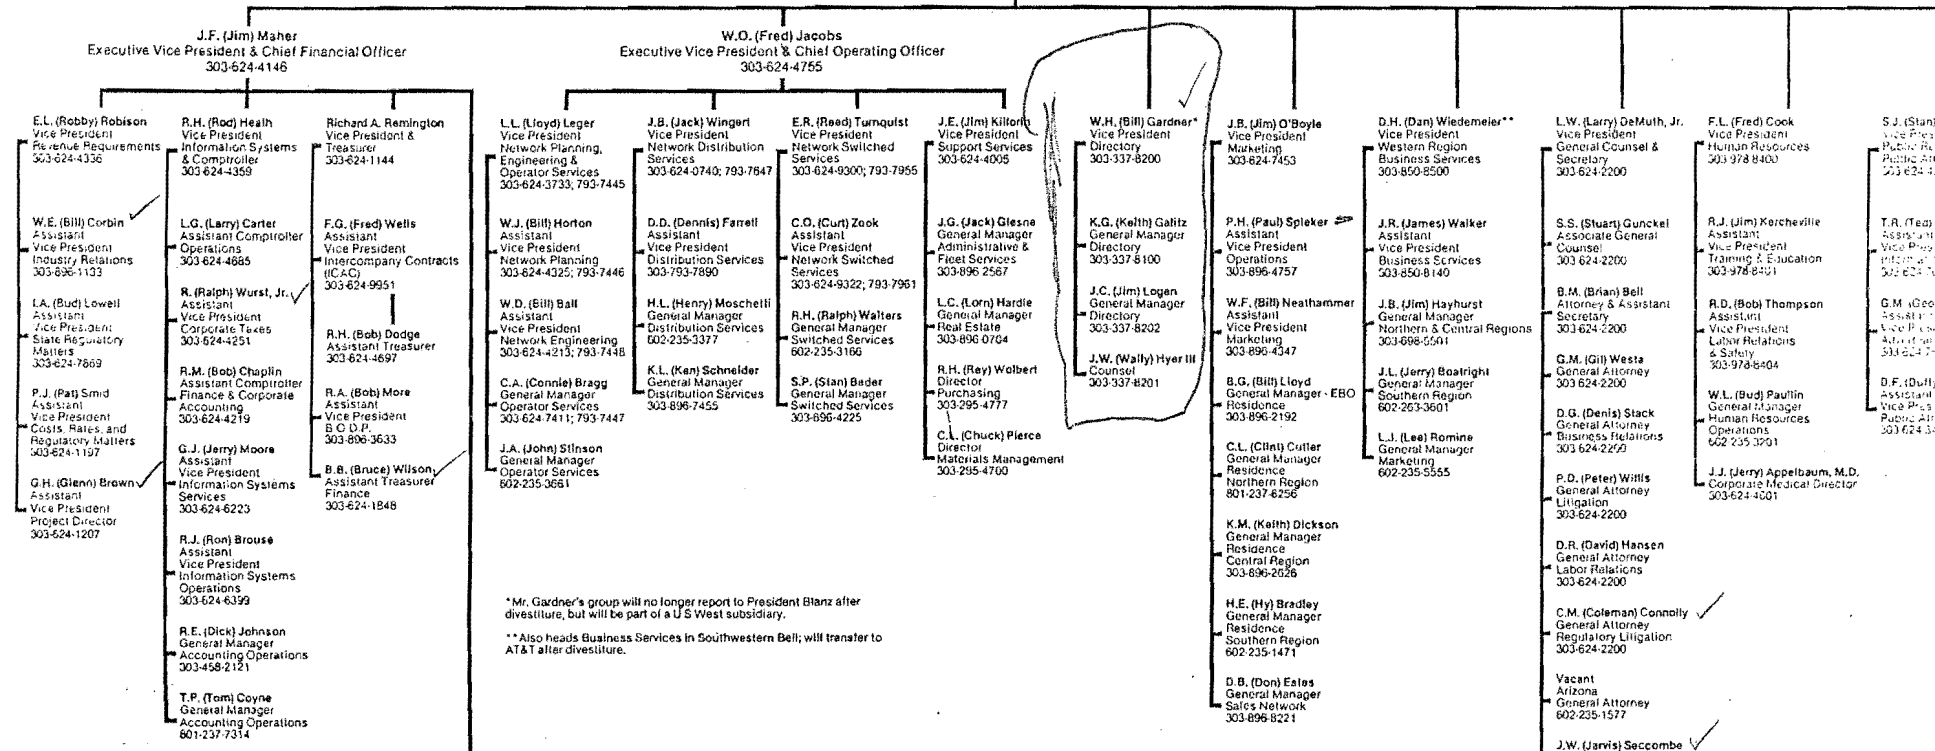 J.F. (Jim) Maher
Executive Vice President & Chief Financial Officer
303-624-4146
W.O. (Fred) Jacobs
Executive Vice President & Chief Operating Officer
303-624-4755
E.L. (Robby) Robison
Vice President
Revenue Requirements
303-624-4336
W.E. (Bill) Corbin
Assistant
Vice President
Industry Relations
303-896-1133
I.A. (Bud) Lowell
Assistant
Vice President
State Regulatory
Matters
303-624-7869
P.J. (Pat) Smid
Assistant
Vice President
Costs, Rates, and
Regulatory Matters
303-624-1197
G.H. (Glenn) Brown
Assistant
Vice President
Project Director
303-624-1207
R.H. (Rod) Heath
Vice President
Information Systems
& Comptroller
303-624-4359
L.G. (Larry) Carter
Assistant Comptroller
Operations
303-624-4685
R. (Ralph) Wurst, Jr.
Assistant
Vice President
Corporate Taxes
303-624-4251
R.M. (Bob) Chaplin
Assistant Comptroller
Finance & Corporate
Accounting
303-624-4219
G.J. (Jerry) Moore
Assistant
Vice President
Information Systems
Services
303-624-6223
R.J. (Ron) Brouse
Assistant
Vice President
Information Systems
Operations
303-624-6399
R.E. (Dick) Johnson
General Manager
Accounting Operations
303-458-2121
T.P. (Tom) Coyne
General Manager
Accounting Operations
801-237-7314
Richard A. Remington
Vice President &
Treasurer
303-624-1144
F.G. (Fred) Wells
Assistant
Vice President
Intercompany Contracts
(ICAC)
303-624-9951
R.H. (Bob) Dodge
Assistant Treasurer
303-624-4697
R.A. (Bob) More
Assistant
Vice President
B.O.D.P.
303-896-3633
B.B. (Bruce) Wilson
Assistant Treasurer
Finance
303-624-1848
L.L. (Lloyd) Leger
Vice President
Network Planning,
Engineering &
Operator Services
303-624-3733; 793-7445
W.J. (Bill) Horton
Assistant
Vice President
Network Planning
303-624-4325; 793-7446
W.D. (Bill) Ball
Assistant
Vice President
Network Engineering
303-624-4213; 793-7448
C.A. (Connie) Bragg
General Manager
Operator Services
303-624-7411; 793-7447
J.A. (John) Stinson
General Manager
Operator Services
602-235-3661
J.B. (Jack) Wingert
Vice President
Network Distribution
Services
303-624-0740; 793-7647
D.D. (Dennis) Farrell
Assistant
Vice President
Distribution Services
303-793-7890
H.L. (Henry) Moschetti
General Manager
Distribution Services
602-235-3377
K.L. (Ken) Schneider
General Manager
Distribution Services
303-896-7455
E.R. (Reed) Turnquist
Vice President
Network Switched
Services
303-624-9300; 793-7955
C.O. (Curt) Zook
Assistant
Vice President
Network Switched
Services
303-624-9322; 793-7961
R.H. (Ralph) Walters
General Manager
Switched Services
602-235-3166
S.P. (Stan) Bader
General Manager
Switched Services
303-696-4225
J.E. (Jim) Kilforin
Vice President
Support Services
303-624-4005
J.G. (Jack) Glesne
General Manager
Administrative &
Fleet Services
303-896 2567
L.C. (Lorn) Hardie
General Manager
Real Estate
303-896-0704
R.H. (Rey) Wolbert
Director
Purchasing
303-295-4777
C.L. (Chuck) Pierce
Director
Materials Management
303-295-4760
W.H. (Bill) Gardner*
Vice President
Directory
303-337-8200
K.G. (Keith) Galitz
General Manager
Directory
303-337-8100
J.C. (Jim) Logan
General Manager
Directory
303-337-8202
J.W. (Wally) Hyer III
Counsel
303-337-8201
J.B. (Jim) O'Boyle
Vice President
Marketing
303-624-7453
P.H. (Paul) Spieker
Assistant
Vice President
Operations
303-896-4757
W.F. (Bill) Neathammer
Assistant
Vice President
Marketing
303-896-4347
B.G. (Bill) Lloyd
General Manager - EBO
Residence
303-896-2192
C.L. (Clint) Cutler
General Manager
Residence
Northern Region
801-237-6256
K.M. (Keith) Dickson
General Manager
Residence
Central Region
303-896-2626
H.E. (Hy) Bradley
General Manager
Residence
Southern Region
602-235-1471
D.B. (Don) Eates
General Manager
Sales Network
303-896-8221
D.H. (Dan) Wiedemeier**
Vice President
Western Region
Business Services
303-850-8500
J.R. (James) Walker
Assistant
Vice President
Business Services
303-850-8140
J.B. (Jim) Hayhurst
General Manager
Northern & Central Regions
303-698-5501
J.L. (Jerry) Boatright
General Manager
Southern Region
602-263-3601
L.J. (Lee) Romine
General Manager
Marketing
602-235-5555
L.W. (Larry) DeMuth, Jr.
Vice President
General Counsel &
Secretary
303-624-2200
S.S. (Stuart) Gunckel
Associate General
Counsel
303-624-2200
B.M. (Brian) Bell
Attorney & Assistant
Secretary
303-624-2200
G.M. (Gil) Westa
General Attorney
303-624-2200
D.G. (Denis) Stack
General Attorney
Business Relations
303-624-2200
P.D. (Peter) Willis
General Attorney
Litigation
303-624-2200
D.R. (David) Hansen
General Attorney
Labor Relations
303-624-2200
C.M. (Coleman) Connolly
General Attorney
Regulatory Litigation
303-624-2200
Vacant
Arizona
General Attorney
602-235-1577
J.W. (Jarvis) Seccombe
F.L. (Fred) Cook
Vice President
Human Resources
303 978 8400
R.J. (Jim) Kercheville
Assistant
Vice President
Training & Education
303-978-8401
R.D. (Bob) Thompson
Assistant
Vice President
Labor Relations
& Safety
303-978-8404
W.L. (Bud) Paullin
General Manager
Human Resources
Operations
602 235 3201
J.J. (Jerry) Appelbaum, M.D.
Corporate Medical Director
303-624-4601
S.J. (Stan)
T.R. (Ted)
G.M.
D.F. (Duffy)
*Mr. Gardner's group will no longer report to President Blanz after
divestiture, but will be part of a U S West subsidiary.
**Also heads Business Services in Southwestern Bell; will transfer to
AT&T after divestiture.